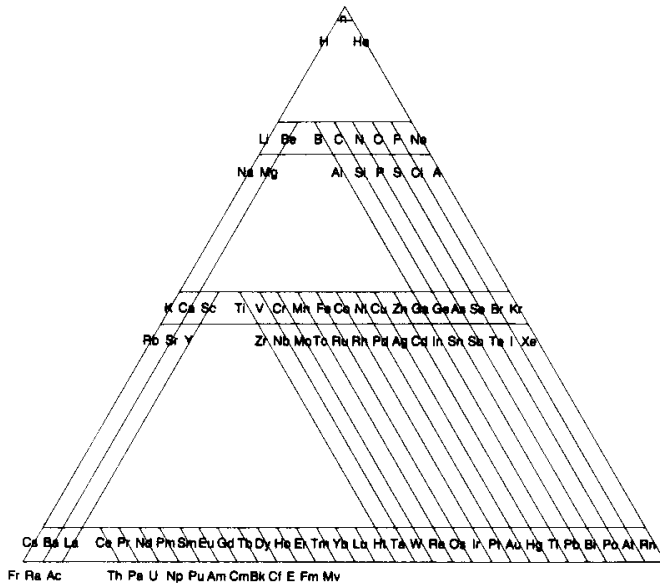 n
H He
Li Be B C N O F Ne
Na Mg Al Si P S Cl A
K Ca Sc Ti V Cr Mn Fe Co Ni Cu Zn Ga Ge As Se Br Kr
Rb Sr Y Zr Nb Mo Tc Ru Rh Pd Ag Cd In Sn Sb Te I Xe
Cs Ba La Ce Pr Nd Pm Sm Eu Gd Tb Dy Ho Er Tm Yb Lu Hf Ta W Re Os Ir Pt Au Hg Tl Pb Bi Po At Rn
Fr Ra Ac Th Pa U Np Pu Am Cm Bk Cf E Fm Mv